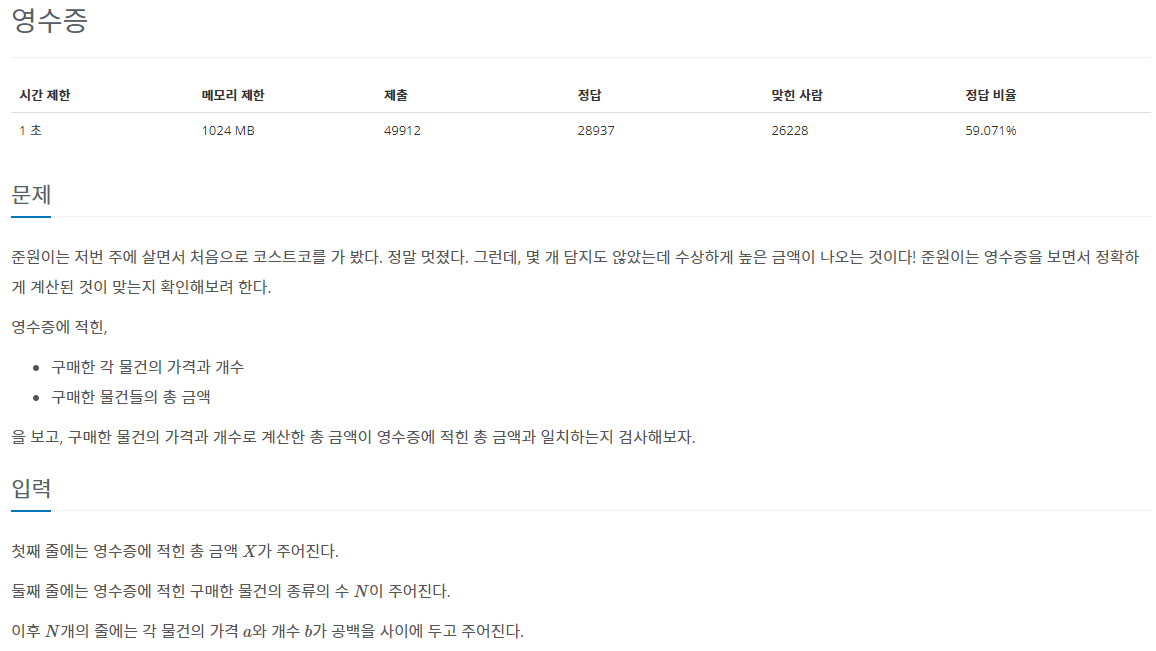 영수증
시간 제한 메모리 제한 제출 정답 맞힌 사람 정답 비율
1 초 1024 MB 49912 28937 26228 59.071%
문제
준원이는 저번 주에 살면서 처음으로 코스트코를 가 봤다. 정말 멋졌다. 그런데, 몇 개 담지도 않았는데 수상하게 높은 금액이 나오는 것이다! 준원이는 영수증을 보면서 정확하
게 계산된 것이 맞는지 확인해보려 한다.
영수증에 적힌,
• 구매한 각 물건의 가격과 개수
• 구매한 물건들의 총 금액
을 보고, 구매한 물건의 가격과 개수로 계산한 총 금액이 영수증에 적힌 총 금액과 일치하는지 검사해보자.
입력
첫째 줄에는 영수증에 적힌 총 금액 X가 주어진다.
둘째 줄에는 영수증에 적힌 구매한 물건의 종류의 수 N이 주어진다.
이후 N개의 줄에는 각 물건의 가격 a와 개수 b가 공백을 사이에 두고 주어진다.